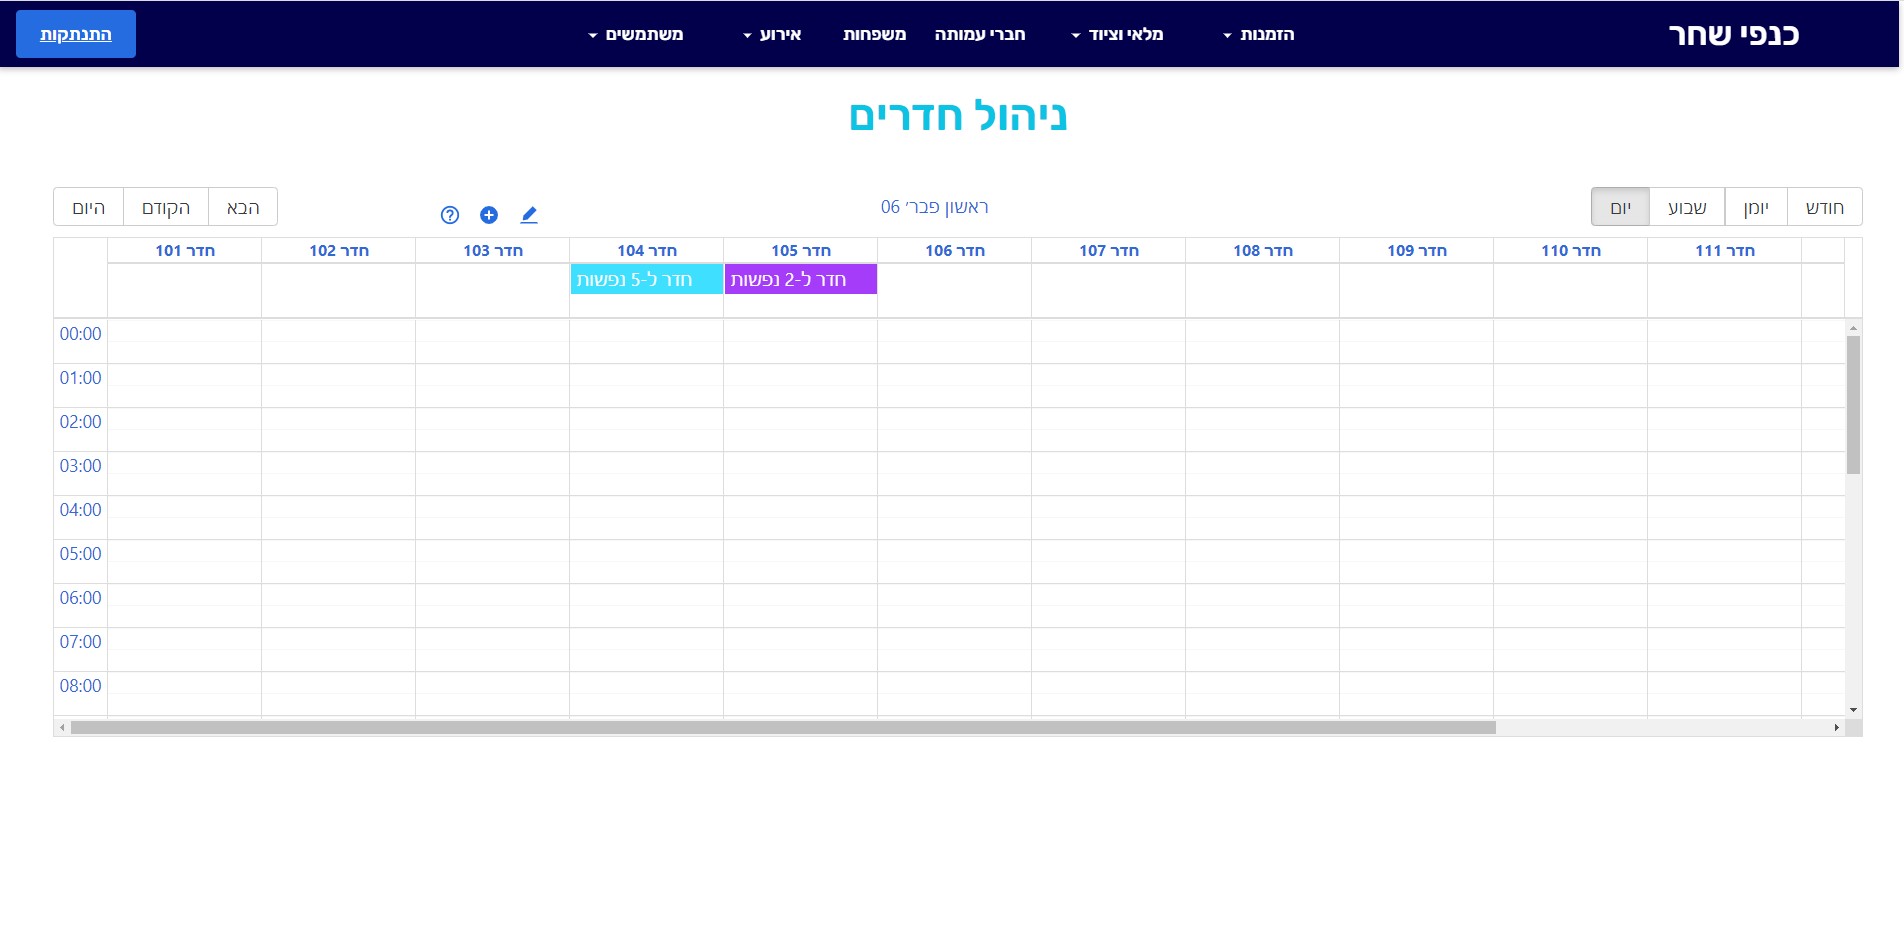 כנפי שחר
הזמנות מלאי וציוד חברי עמותה משפחות אירוע משתמשים התנתקות
ניהול חדרים
חודש יומן שבוע יום
ראשון פבר׳ 06
הבא הקודם היום
חדר 101 חדר 102 חדר 103 חדר 104 חדר 105 חדר 106 חדר 107 חדר 108 חדר 109 חדר 110 חדר 111
חדר ל-5 נפשות חדר ל-2 נפשות
00:00
01:00
02:00
03:00
04:00
05:00
06:00
07:00
08:00